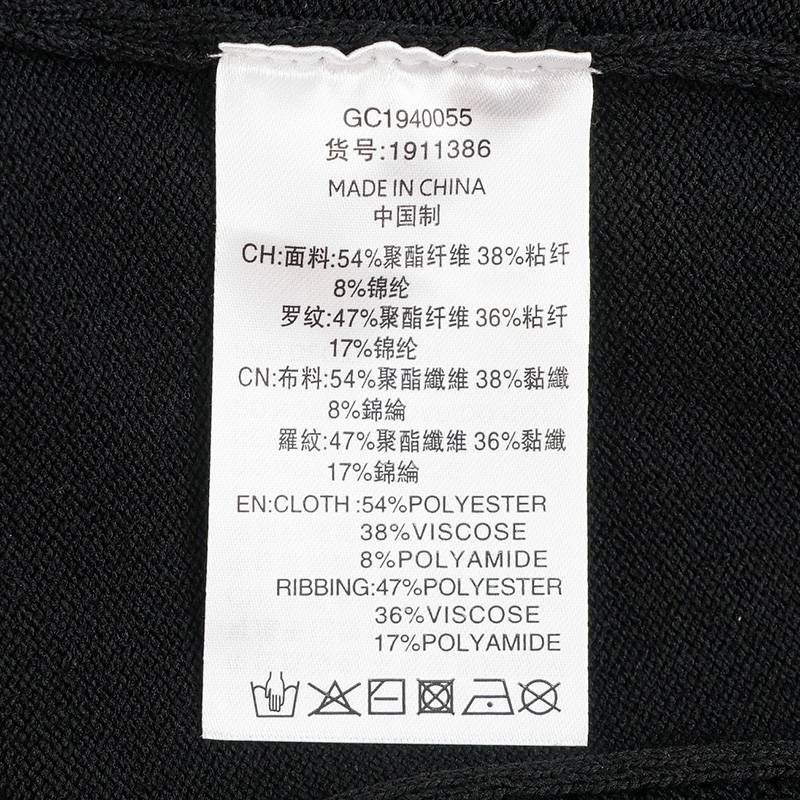 GC1940055
货号:1911386
MADE IN CHINA
中国制
CH:面料:54%聚酯纤维 38%粘纤
8%锦纶
罗纹:47%聚酯纤维 36%粘纤
17%锦纶
CN:布料:54%聚酯纖維 38%黏纖
8%錦綸
羅紋:47%聚酯纖維 36%黏纖
17%錦綸
EN:CLOTH :54%POLYESTER
38%VISCOSE
8%POLYAMIDE
RIBBING:47%POLYESTER
36%VISCOSE
17%POLYAMIDE